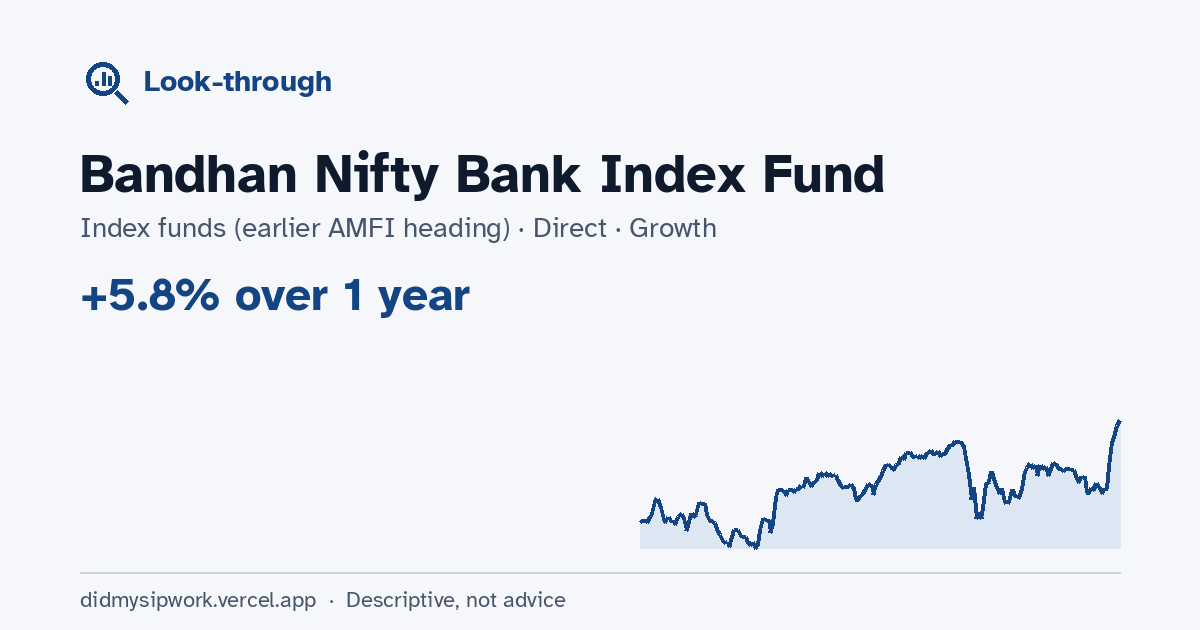 Look-through
Bandhan Nifty Bank Index Fund
Index funds (earlier AMFI heading) · Direct · Growth
+5.8% over 1 year
didmysipwork.vercel.app · Descriptive, not advice